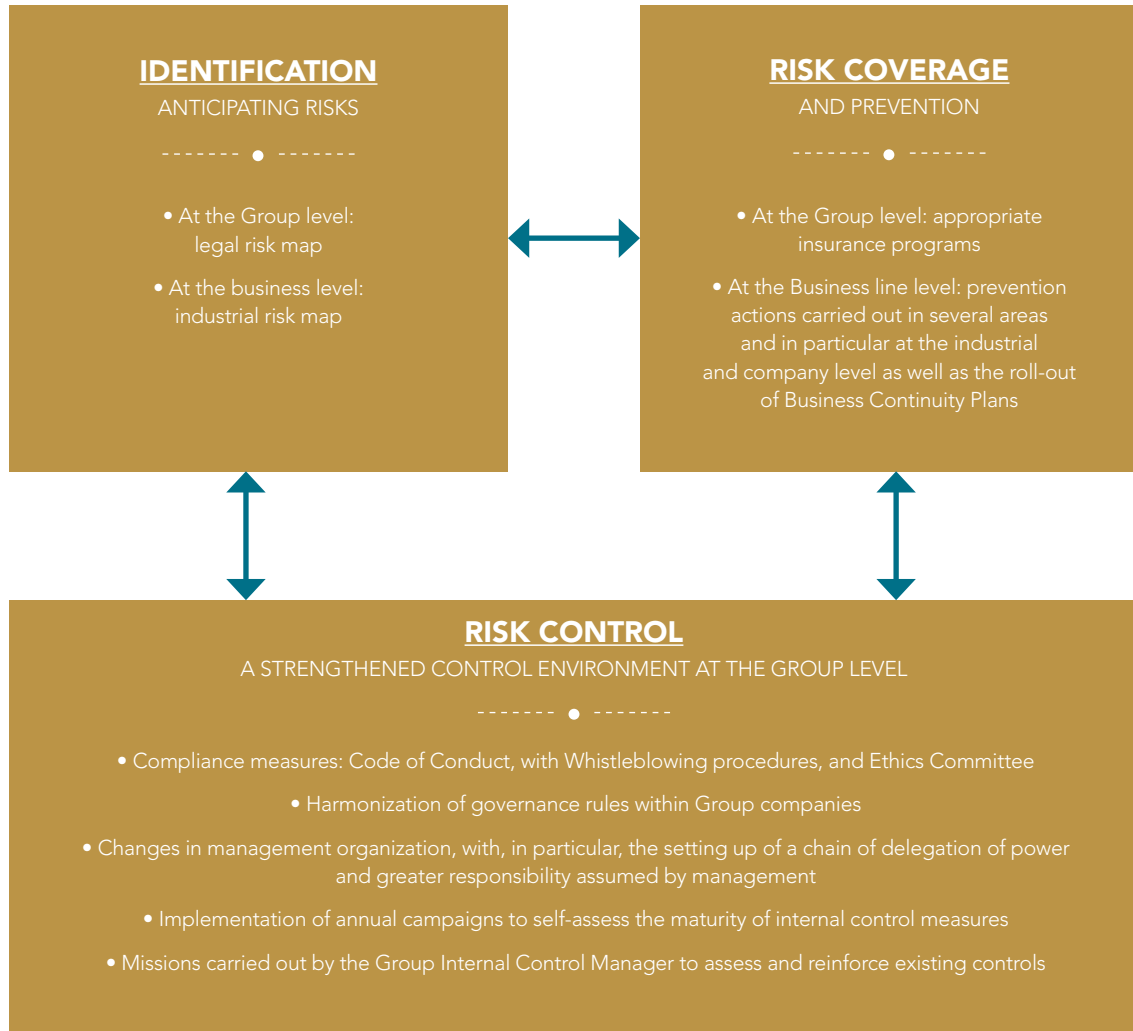 IDENTIFICATION
ANTICIPATING RISKS
• At the Group level:
legal risk map
• At the business level:
industrial risk map
RISK COVERAGE
AND PREVENTION
• At the Group level: appropriate
insurance programs
• At the Business line level: prevention
actions carried out in several areas
and in particular at the industrial
and company level as well as the roll-out
of Business Continuity Plans
RISK CONTROL
A STRENGTHENED CONTROL ENVIRONMENT AT THE GROUP LEVEL
• Compliance measures: Code of Conduct, with Whistleblowing procedures, and Ethics Committee
• Harmonization of governance rules within Group companies
• Changes in management organization, with, in particular, the setting up of a chain of delegation of power
and greater responsibility assumed by management
• Implementation of annual campaigns to self-assess the maturity of internal control measures
• Missions carried out by the Group Internal Control Manager to assess and reinforce existing controls